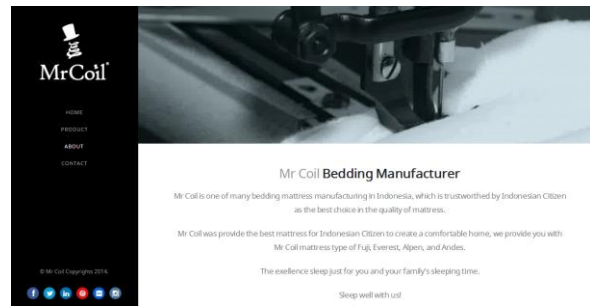 MrCoil
HOME
PRODUCT
ABOUT
CONTACT
© Mr Coil Copyrights 2014.
Mr Coil Bedding Manufacturer
Mr Coil is one of many bedding mattress manufacturing in Indonesia, which is trustworthed by Indonesian Citizen
as the best choice in the quality of mattress.
Mr Coil was provide the best mattress for Indonesian Citizen to create a comfortable home, we provide you with
Mr Coil mattress type of Fuji, Everest, Alpen, and Andes.
The exellence sleep just for you and your family's sleeping time.
Sleep well with us!